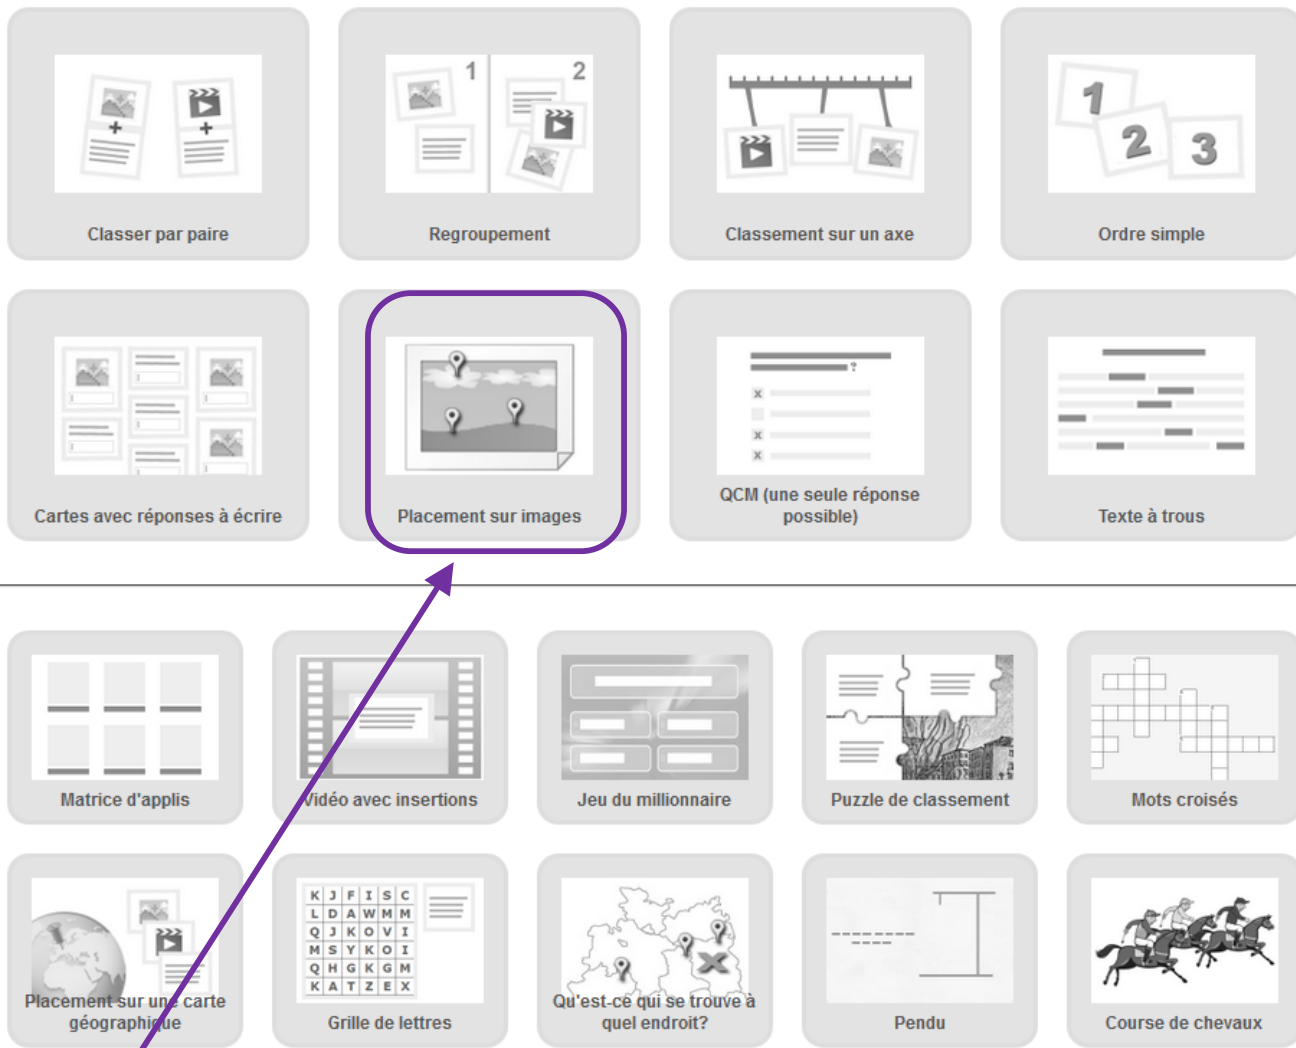 1 2
1
2
3
Classer par paire
Regroupement
Classement sur un axe
Ordre simple
?
x
x
x
Cartes avec réponses à écrire
Placement sur images
QCM (une seule réponse
possible)
Texte à trous
Matrice d'applis
Vidéo avec insertions
Jeu du millionnaire
Puzzle de classement
Mots croisés
K J F I S C
L D A W M M
Q J K O V I
M S Y K O I
Q H G K G M
K A T Z E X
Placement sur une carte
géographique
Grille de lettres
Qu'est-ce qui se trouve à
quel endroit?
Pendu
Course de chevaux